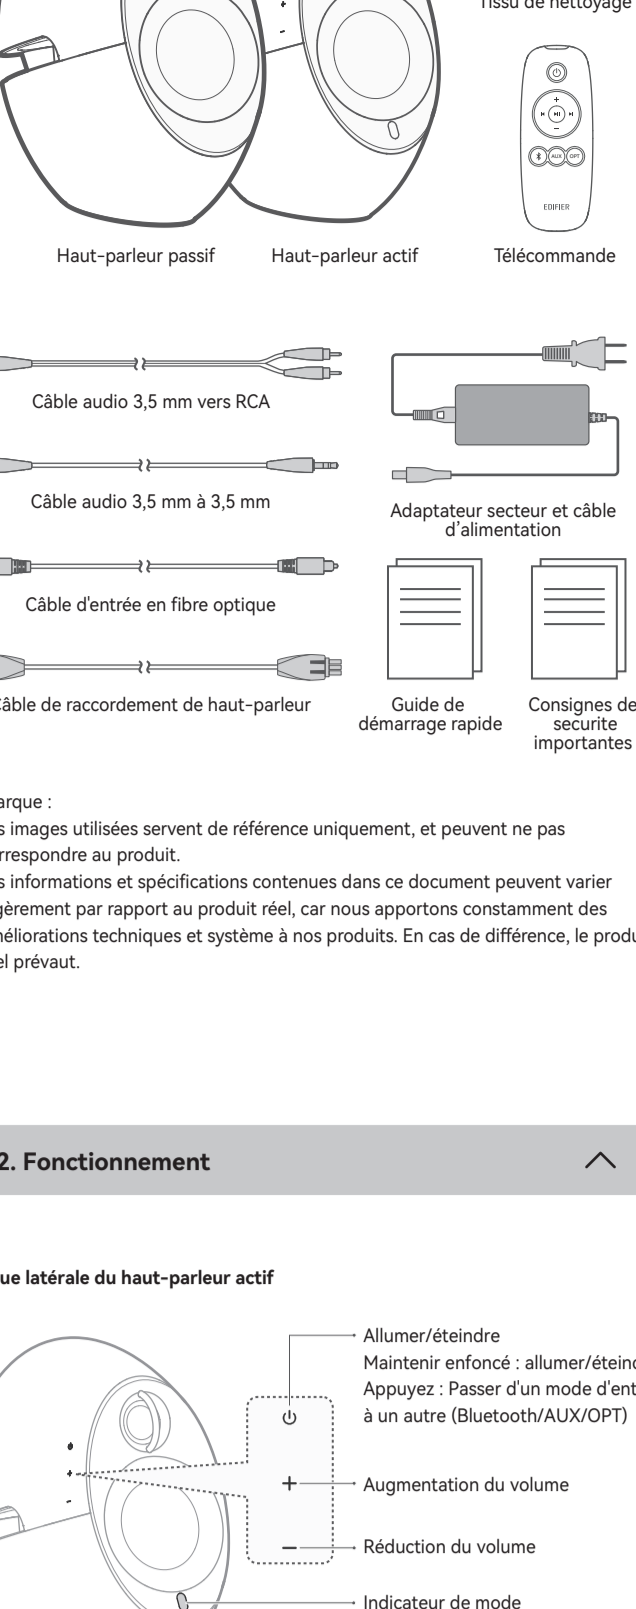 Tissu de nettoyage
AUX
OPT
EDIFIER
Haut-parleur passif
Haut-parleur actif
Télécommande
Câble audio 3,5 mm vers RCA
Câble audio 3,5 mm à 3,5 mm
Adaptateur secteur et câble
d’alimentation
Câble d'entrée en fibre optique
âble de raccordement de haut-parleur
Guide de
démarrage rapide
Consignes de
securite
importantes
arque :
s images utilisées servent de référence uniquement, et peuvent ne pas
rrespondre au produit.
s informations et spécifications contenues dans ce document peuvent varier
gèrement par rapport au produit réel, car nous apportons constamment des
éliorations techniques et système à nos produits. En cas de différence, le produ
el prévaut.
2. Fonctionnement
ue latérale du haut-parleur actif
Allumer/éteindre
Maintenir enfoncé : allumer/étein
Appuyez : Passer d'un mode d'ent
à un autre (Bluetooth/AUX/OPT)
+
Augmentation du volume
−
Réduction du volume
Indicateur de mode